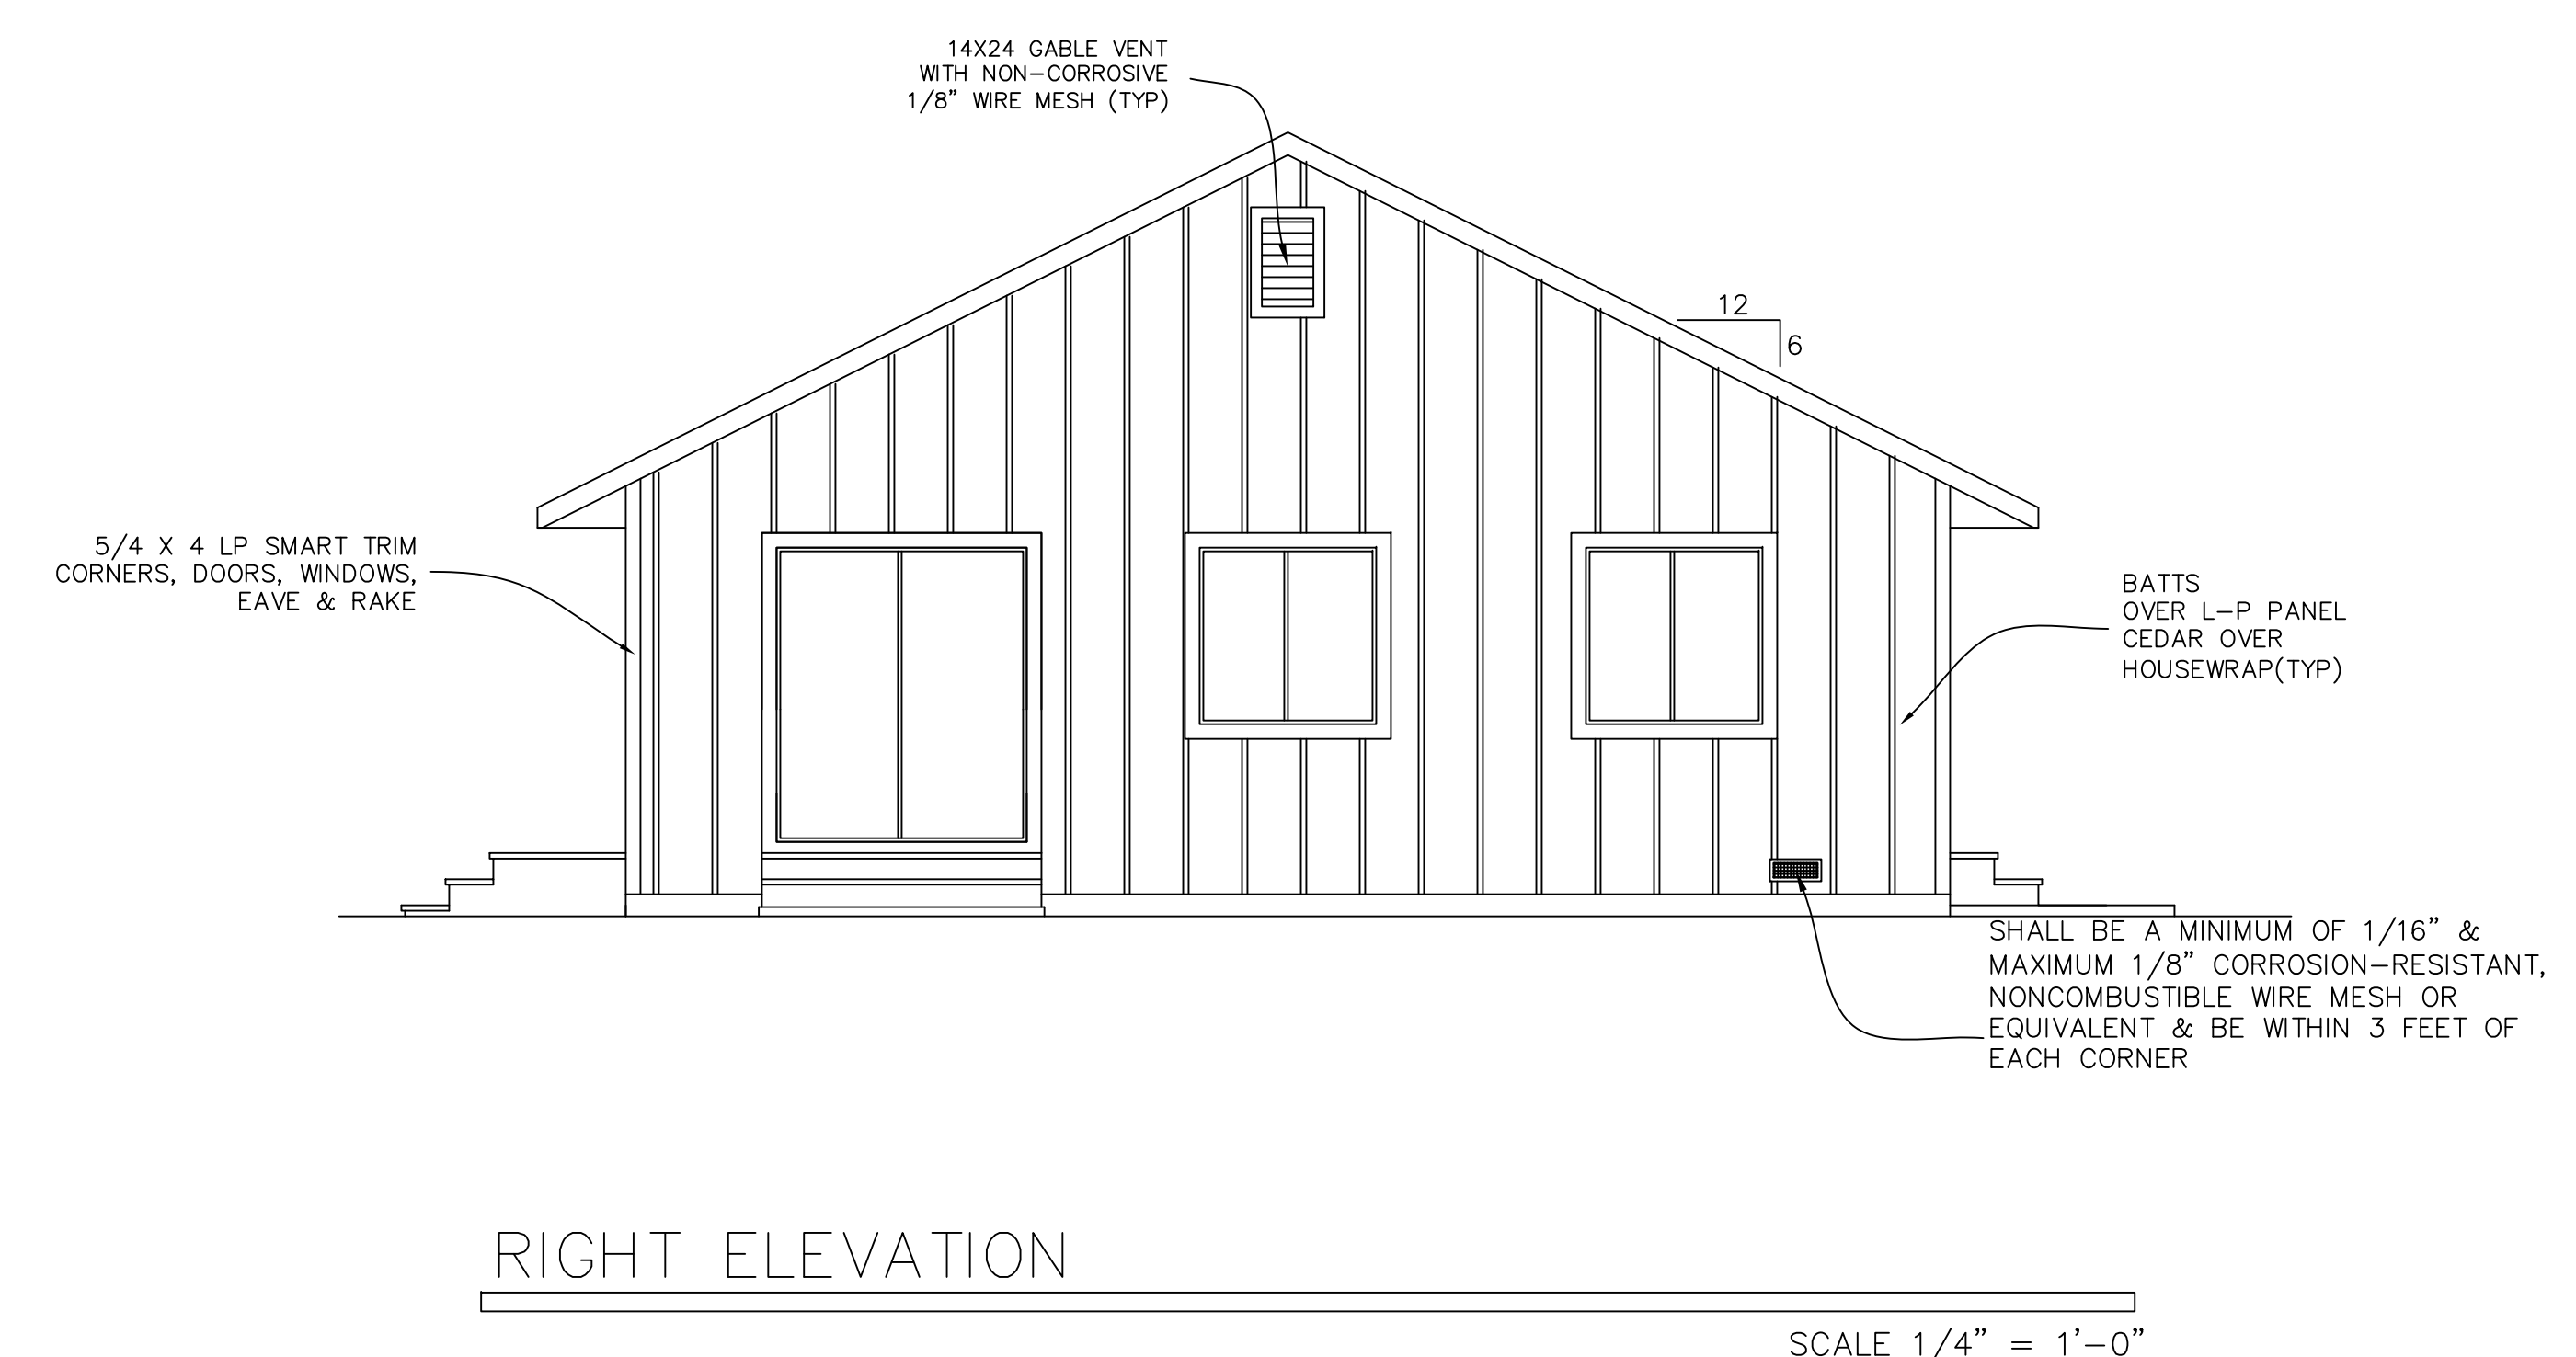 14X24 GABLE VENT
WITH NON-CORROSIVE
1/8" WIRE MESH (TYP)
12
6
5/4 X 4 LP SMART TRIM
CORNERS, DOORS, WINDOWS,
EAVE & RAKE
BATTS
OVER L-P PANEL
CEDAR OVER
HOUSEWRAP(TYP)
SHALL BE A MINIMUM OF 1/16" &
MAXIMUM 1/8" CORROSION-RESISTANT,
NONCOMBUSTIBLE WIRE MESH OR
EQUIVALENT & BE WITHIN 3 FEET OF
EACH CORNER
RIGHT ELEVATION
SCALE 1/4" = 1'-0"